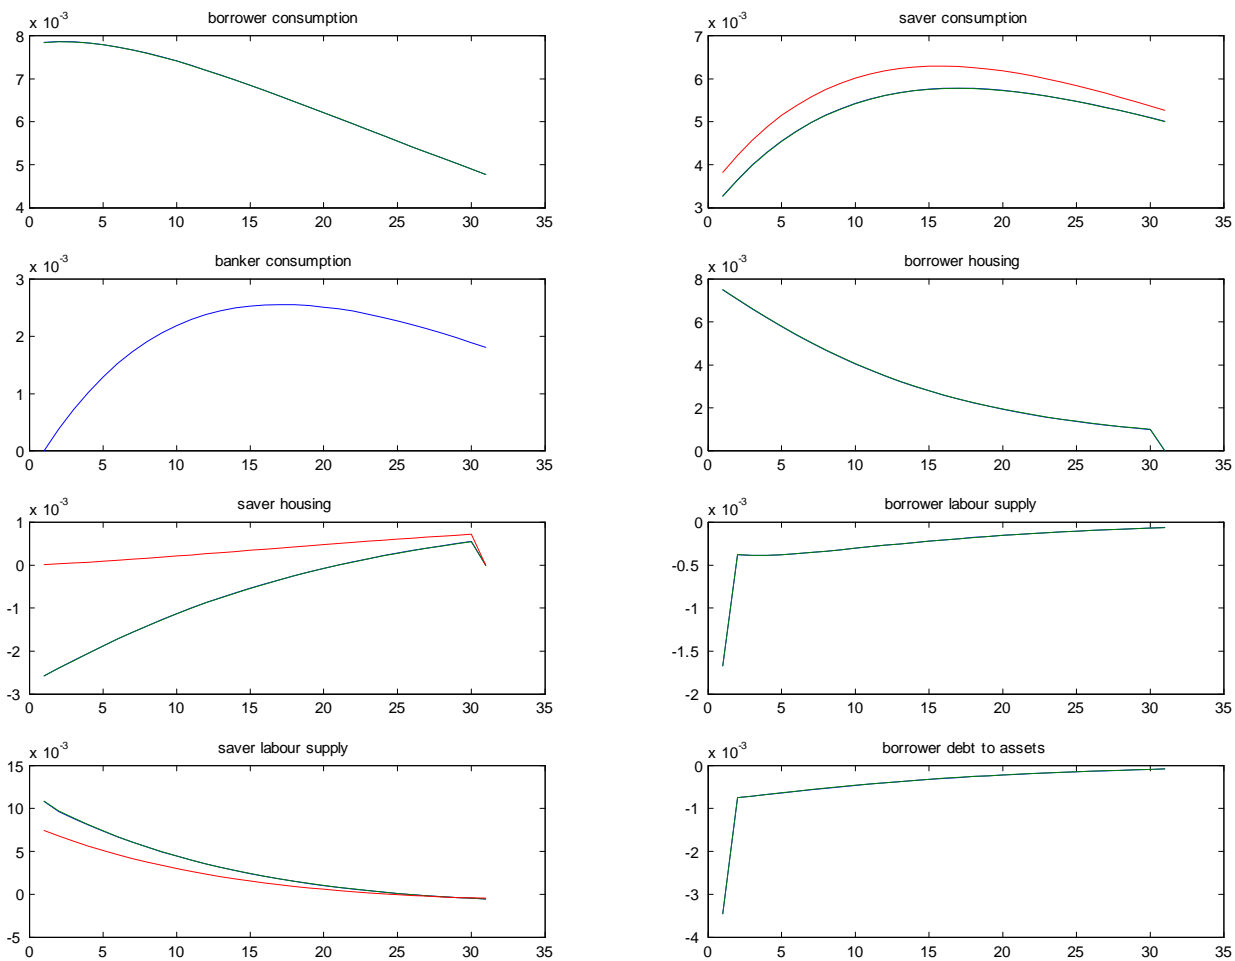 x 10-3
borrower consumption
8
7
6
5
4
0 5 10 15 20 25 30 35
x 10-3
saver consumption
7
6
5
4
3
0 5 10 15 20 25 30 35
x 10-3
banker consumption
3
2
1
0
0 5 10 15 20 25 30 35
x 10-3
borrower housing
8
6
4
2
0
0 5 10 15 20 25 30 35
x 10-3
saver housing
1
0
-1
-2
-3
0 5 10 15 20 25 30 35
x 10-3
borrower labour supply
0
-0.5
-1
-1.5
-2
0 5 10 15 20 25 30 35
x 10-3
saver labour supply
15
10
5
0
-5
0 5 10 15 20 25 30 35
x 10-3
borrower debt to assets
0
-1
-2
-3
-4
0 5 10 15 20 25 30 35